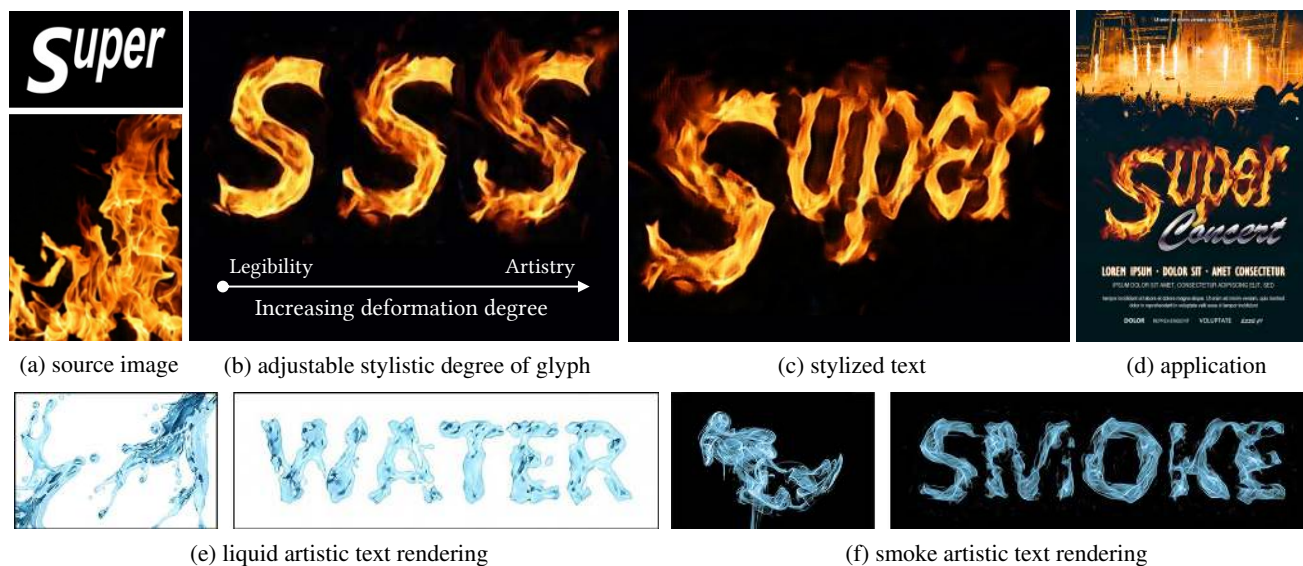 Super
SSS
Legibility Artistry
Increasing deformation degree
Super
Super
Concert
LOREM IPSUM · DOLOR SIT · AMET CONSECTETUR
IPSUM DOLOR SIT AMET, CONSECTETUR ADIPISCING ELIT, SED
DOLOR REPREHENDERIT VOLUPTATE
(a) source image (b) adjustable stylistic degree of glyph (c) stylized text (d) application
WATER SMOKE
(e) liquid artistic text rendering (f) smoke artistic text rendering